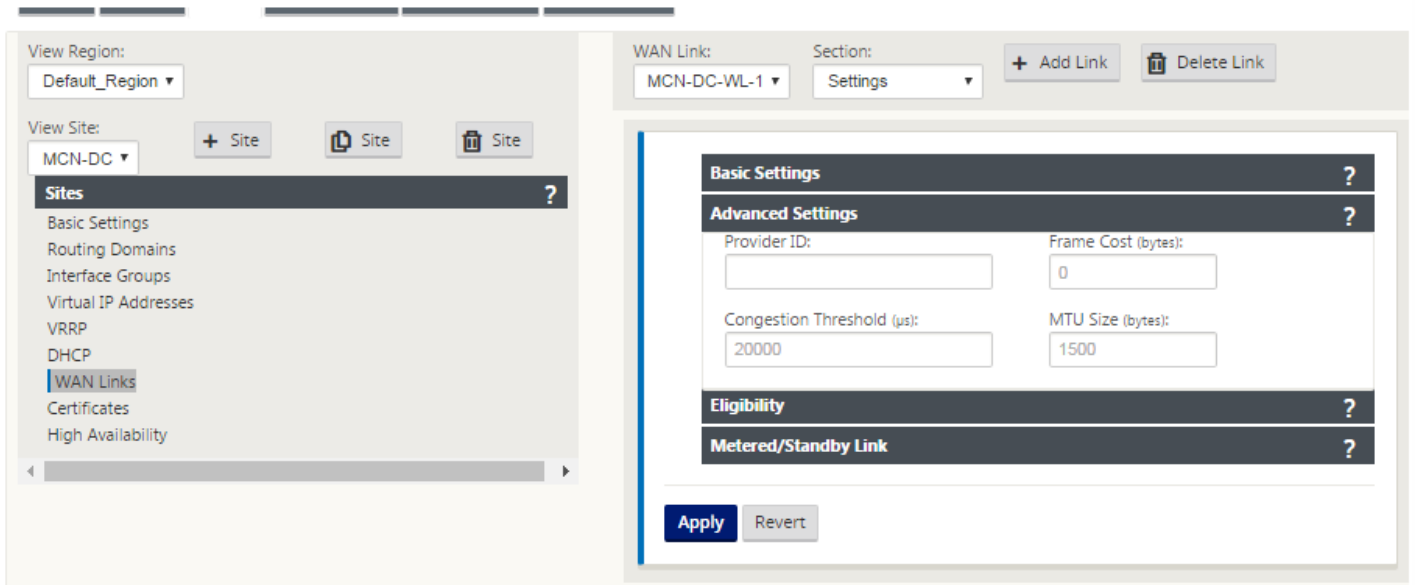 View Region:
Default_Region
View Site:
MCN-DC
+ Site
Site
Site
Sites ?
Basic Settings
Routing Domains
Interface Groups
Virtual IP Addresses
VRRP
DHCP
WAN Links
Certificates
High Availability
WAN Link:
MCN-DC-WL-1
Section:
Settings
+ Add Link
Delete Link
Basic Settings ?
Advanced Settings ?
Provider ID:
Frame Cost (bytes):
0
Congestion Threshold (µs):
20000
MTU Size (bytes):
1500
Eligibility ?
Metered/Standby Link ?
Apply
Revert